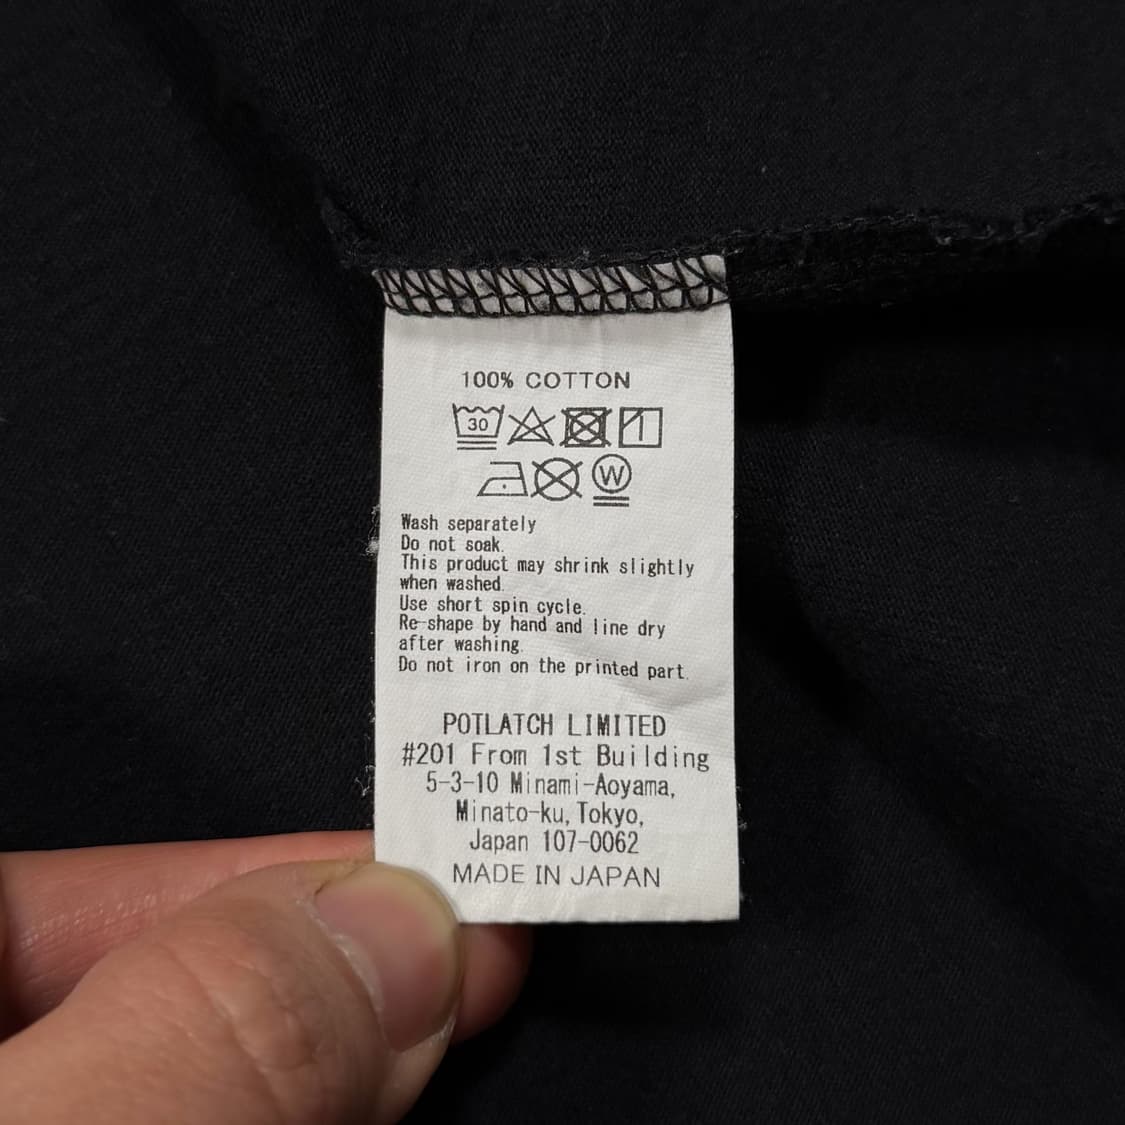 100% COTTON
30
W
Wash separately
Do not soak.
This product may shrink slightly
when washed.
Use short spin cycle.
Re-shape by hand and line dry
after washing.
Do not iron on the printed part.
POTLATCH LIMITED
#201 From 1st Building
5-3-10 Minami-Aoyama,
Minato-ku, Tokyo,
Japan 107-0062
MADE IN JAPAN